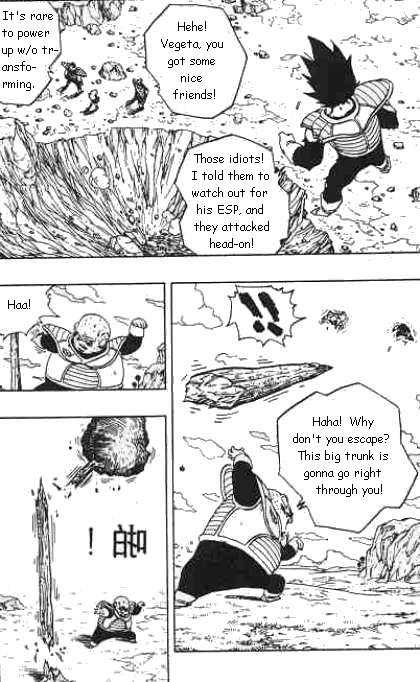 It's rare
to power
up w/o tr-
ansfo-
rming.
Hehe!
Vegeta, you
got some
nice
friends!
Those idiots!
I told them to
watch out for
his ESP, and
they attacked
head-on!
Haa!
!!
Haha! Why
don't you escape?
This big trunk is
gonna go right
through you!